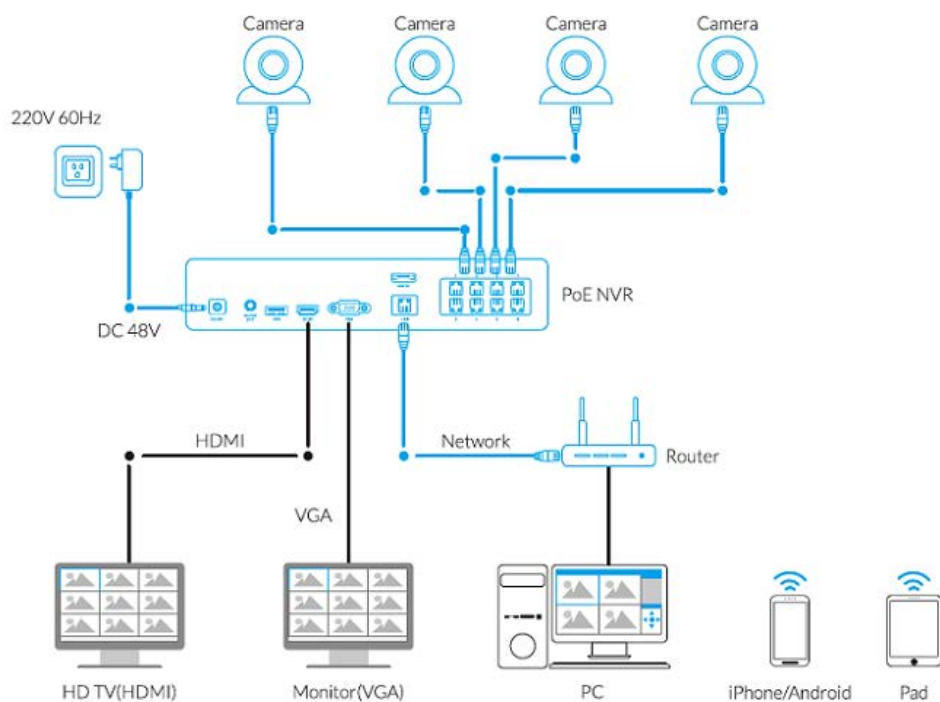 Camera
Camera
Camera
Camera
220V 60Hz
PoE NVR
DC 48V
HDMI
Network
Router
VGA
HD TV(HDMI)
Monitor(VGA)
PC
iPhone/Android
Pad